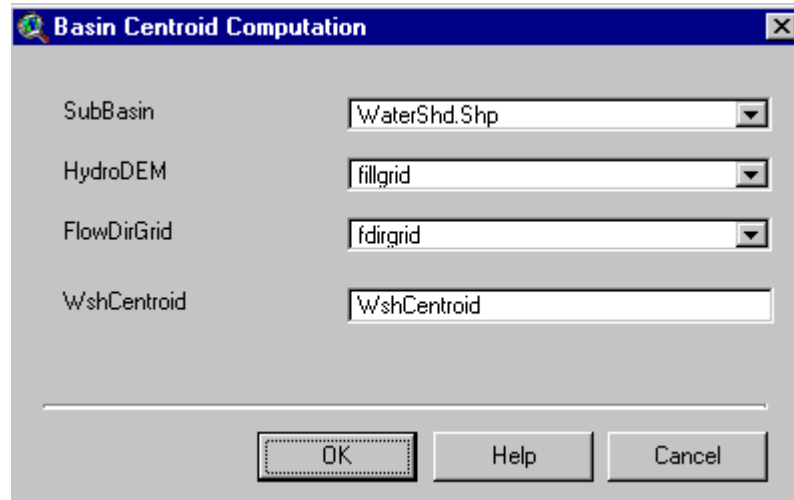 Basin Centroid Computation
SubBasin WaterShd.Shp
HydroDEM fillgrid
FlowDirGrid fdirgrid
WshCentroid WshCentroid
OK Help Cancel